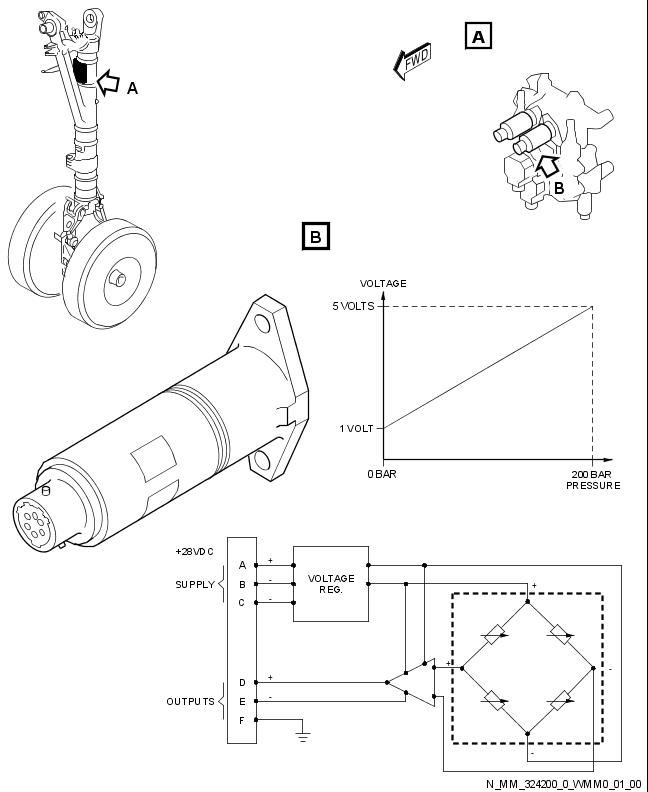 A
FWD
A
B
B
VOLTAGE
5 VOLTS
1 VOLT
0 BAR
200 BAR
PRESSURE
+28VDC
SUPPLY
A
B
C
+
-
-
VOLTAGE
REG.
+
+
-
-
OUTPUTS
D
E
F
+
-
N_MM_324200_0_WMM0_01_00